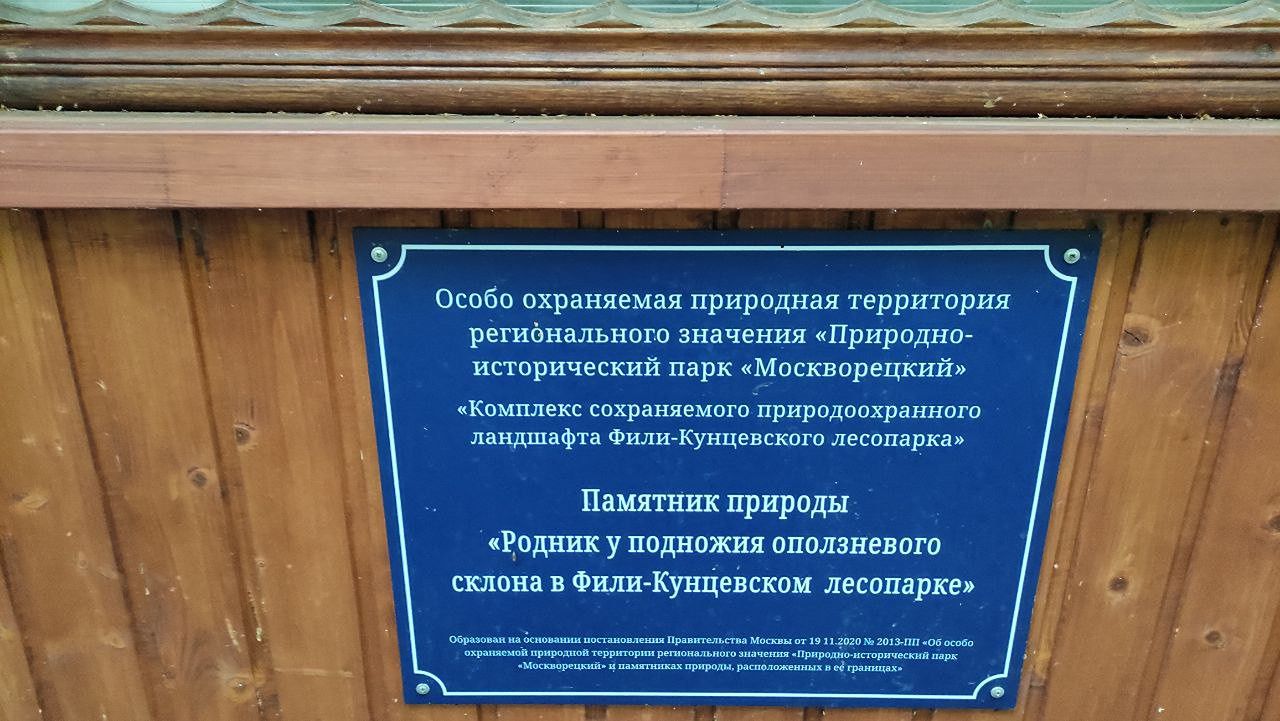 Особо охраняемая природная территория
регионального значения «Природно-
исторический парк «Москворецкий»
«Комплекс сохраняемого природоохранного
ландшафта Фили-Кунцевского лесопарка»
Памятник природы
«Родник у подножия оползневого
склона в Фили-Кунцевском лесопарке»
Образован на основании постановления Правительства Москвы от 19 11.2020 № 2013-ПП «Об особо
охраняемой природной территории регионального значения «Природно-исторический парк
«Москворецкий» и памятниках природы, расположенных в её границах»